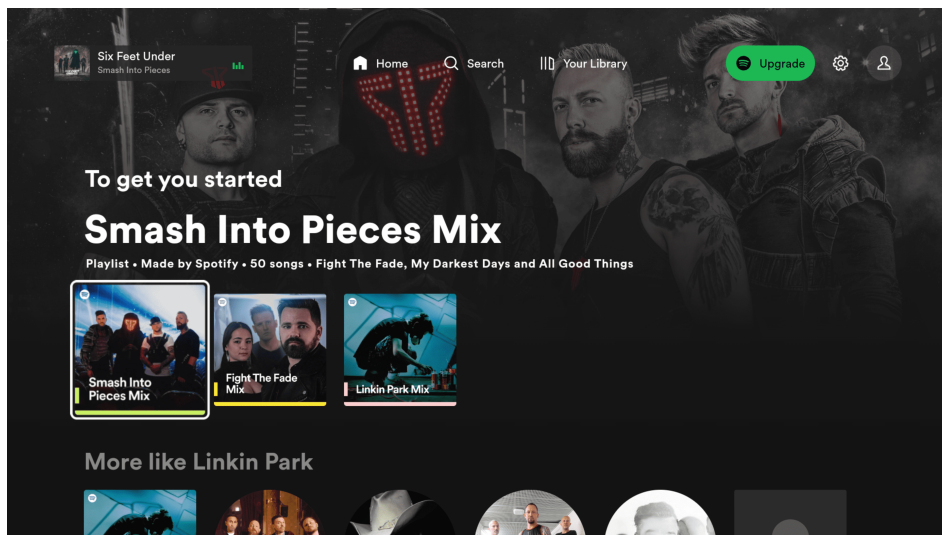 Six Feet Under
Smash Into Pieces
Home
Search
Your Library
Upgrade
To get you started
Smash Into Pieces Mix
Playlist • Made by Spotify • 50 songs • Fight The Fade, My Darkest Days and All Good Things
Smash Into
Pieces Mix
Fight The Fade
Mix
Linkin Park Mix
More like Linkin Park